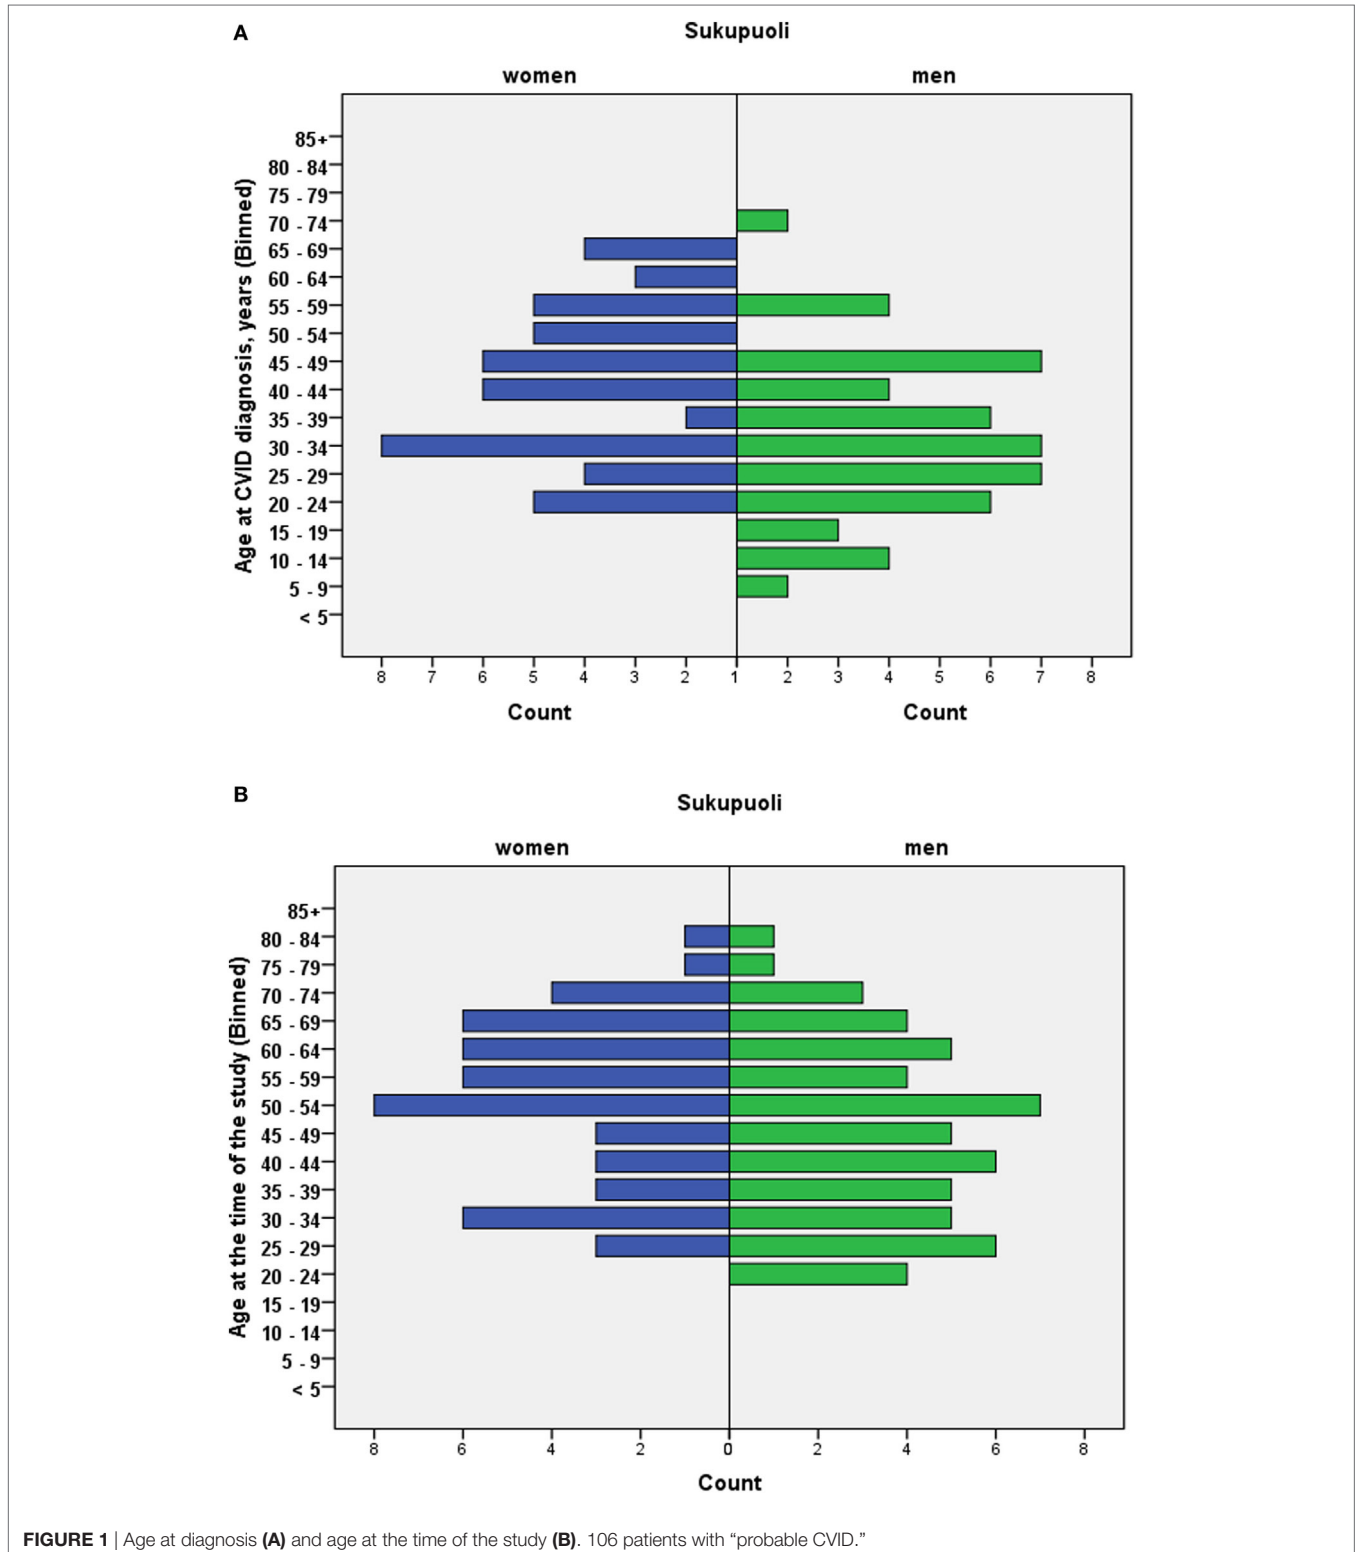 A
Sukupuoli
women men
Age at CVID diagnosis, years (Binned)
85+
80 - 84
75 - 79
70 - 74
65 - 69
60 - 64
55 - 59
50 - 54
45 - 49
40 - 44
35 - 39
30 - 34
25 - 29
20 - 24
15 - 19
10 - 14
5 - 9
< 5
8 7 6 5 4 3 2 1 2 3 4 5 6 7 8
Count Count
B
Sukupuoli
women men
Age at the time of the study (Binned)
85+
80 - 84
75 - 79
70 - 74
65 - 69
60 - 64
55 - 59
50 - 54
45 - 49
40 - 44
35 - 39
30 - 34
25 - 29
20 - 24
15 - 19
10 - 14
5 - 9
< 5
8 6 4 2 0 2 4 6 8
Count
FIGURE 1 | Age at diagnosis (A) and age at the time of the study (B). 106 patients with “probable CVID.”